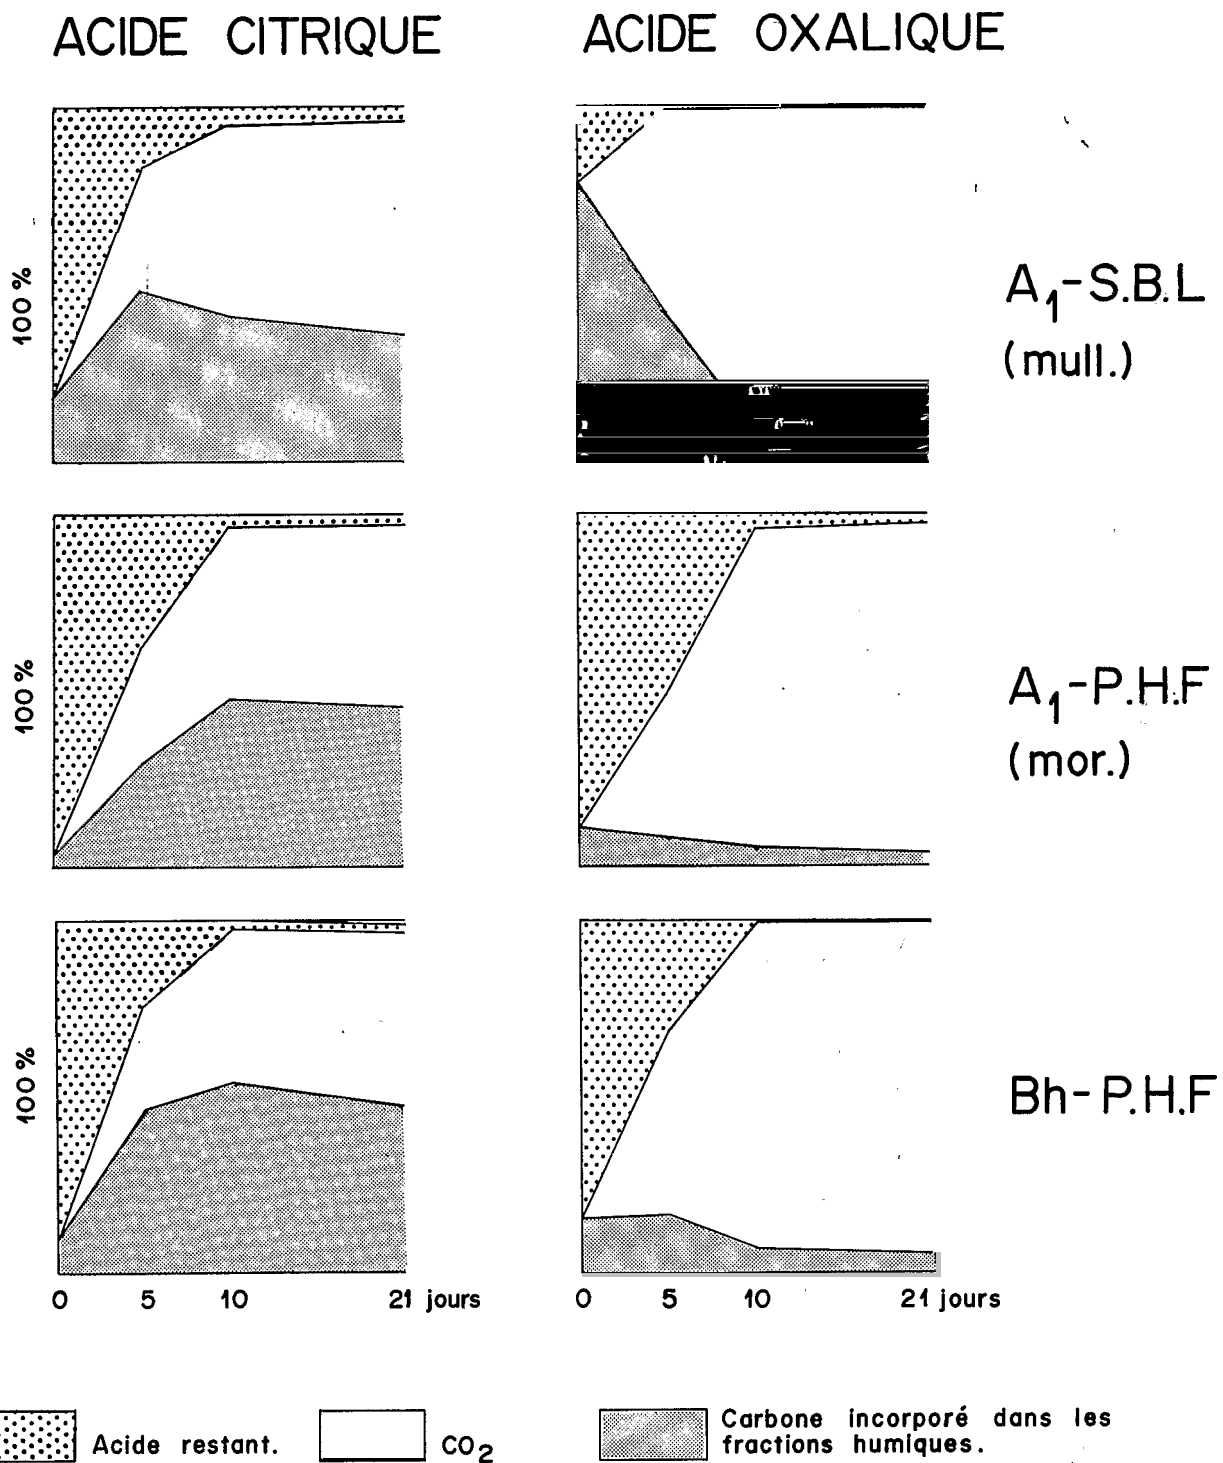 ACIDE CITRIQUE
ACIDE OXALIQUE
100 %
A1-S.B.L
(mull.)
100 %
A1-P.H.F
(mor.)
100 %
Bh-P.H.F
0 5 10 21 jours
0 5 10 21 jours
Acide restant.
CO2
Carbone incorporé dans les
fractions humiques.